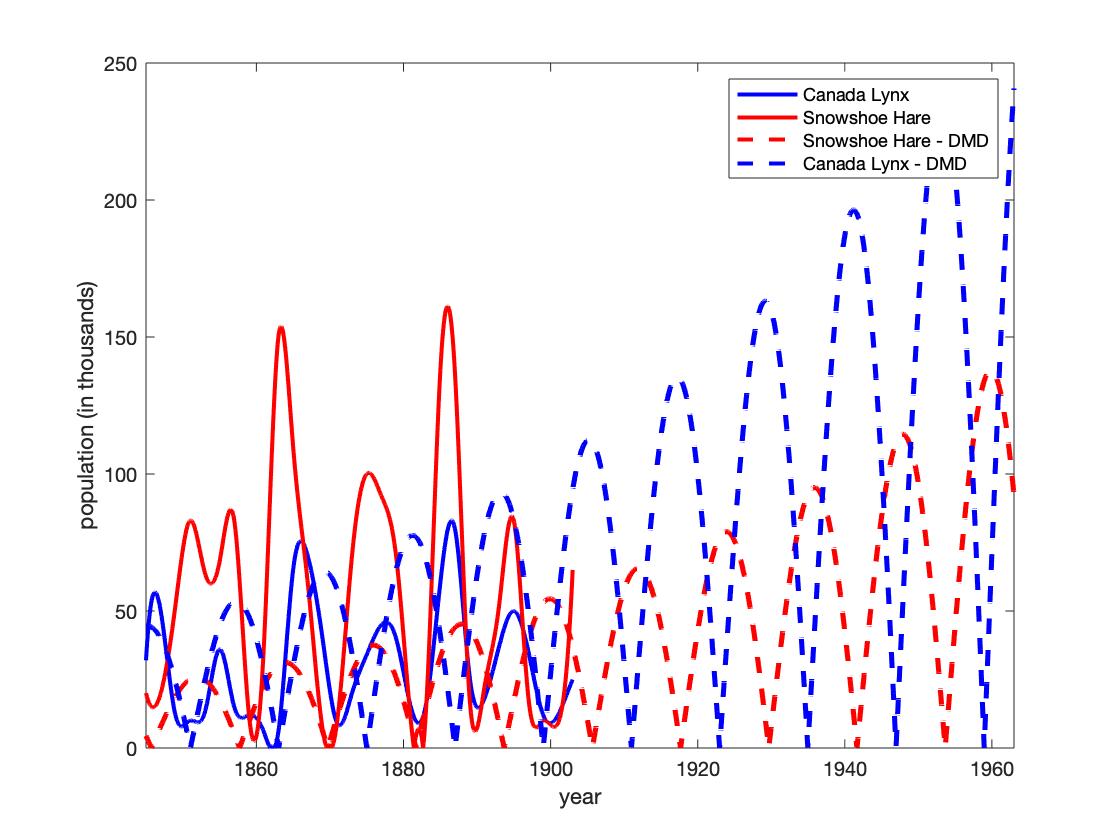 250
200
150
100
50
0
population (in thousands)
Canada Lynx
Snowshoe Hare
Snowshoe Hare - DMD
Canada Lynx - DMD
1860 1880 1900 1920 1940 1960
year